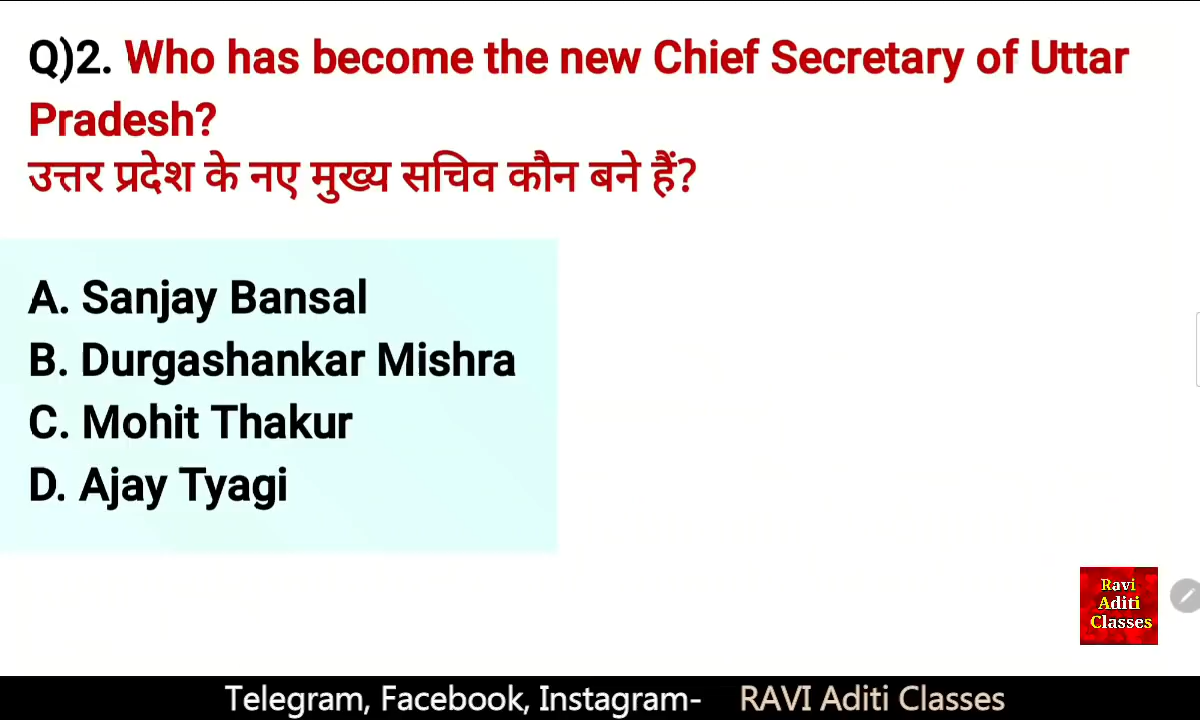 Q)2. Who has become the new Chief Secretary of Uttar
Pradesh?
उत्तर प्रदेश के नए मुख्य सचिव कौन बने हैं?
A. Sanjay Bansal
B. Durgashankar Mishra
C. Mohit Thakur
D. Ajay Tyagi
Ravi
Aditi
Classes
Telegram, Facebook, Instagram- RAVI Aditi Classes